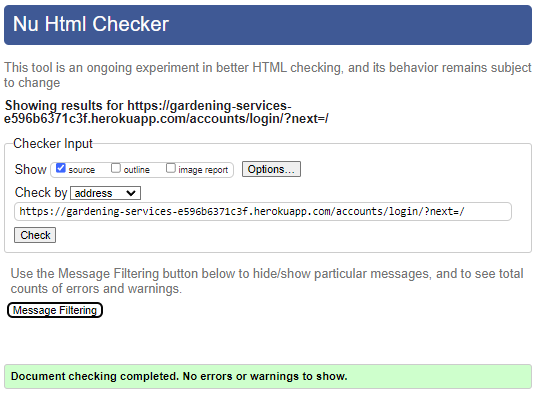 Nu Html Checker
This tool is an ongoing experiment in better HTML checking, and its behavior remains subject
to change
Showing results for https://gardening-services-
e596b6371c3f.herokuapp.com/accounts/login/?next=/
Checker Input
Show source outline image report Options...
Check by address
https://gardening-services-e596b6371c3f.herokuapp.com/accounts/login/?next=/
Check
Use the Message Filtering button below to hide/show particular messages, and to see total
counts of errors and warnings.
Message Filtering
Document checking completed. No errors or warnings to show.